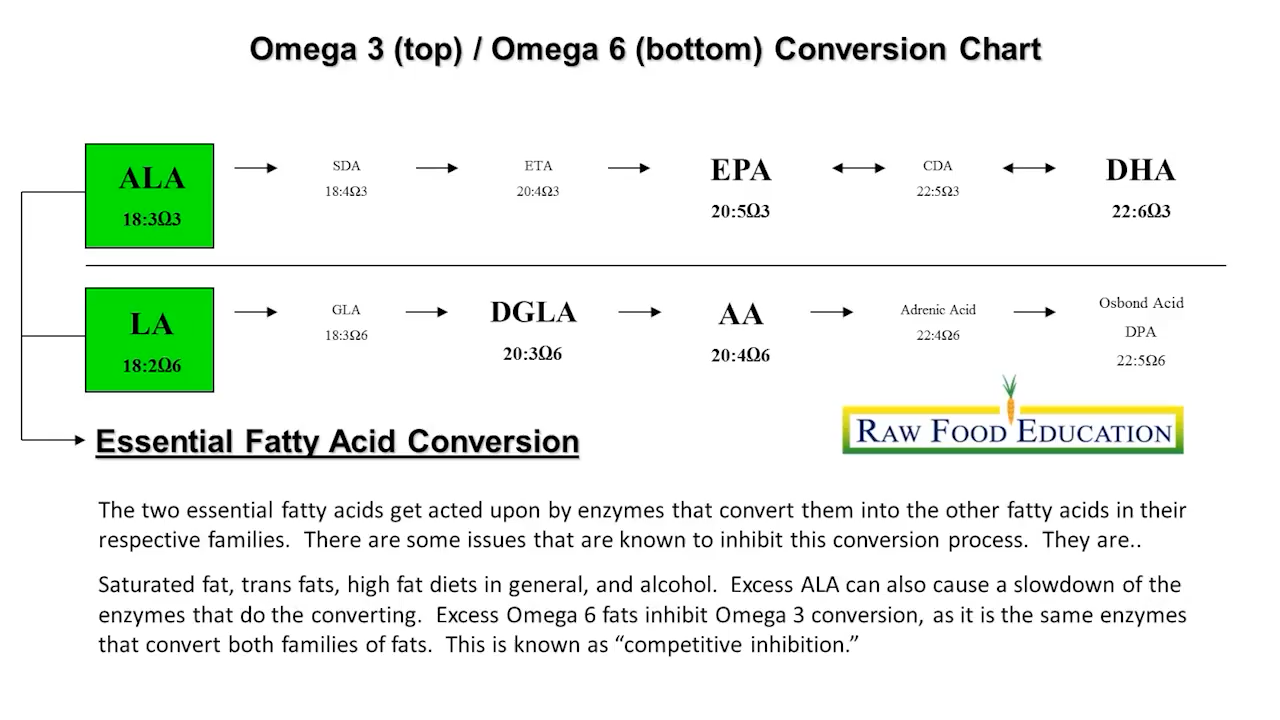 Omega 3 (top) / Omega 6 (bottom) Conversion Chart
ALA
18:3Ω3
SDA
18:4Ω3
ETA
20:4Ω3
EPA
20:5Ω3
CDA
22:5Ω3
DHA
22:6Ω3
LA
18:2Ω6
GLA
18:3Ω6
DGLA
20:3Ω6
AA
20:4Ω6
Adrenic Acid
22:4Ω6
Osbond Acid
DPA
22:5Ω6
Essential Fatty Acid Conversion
RAW FOOD EDUCATION
The two essential fatty acids get acted upon by enzymes that convert them into the other fatty acids in their
respective families.  There are some issues that are known to inhibit this conversion process.  They are..
Saturated fat, trans fats, high fat diets in general, and alcohol.  Excess ALA can also cause a slowdown of the
enzymes that do the converting.  Excess Omega 6 fats inhibit Omega 3 conversion, as it is the same enzymes
that convert both families of fats.  This is known as “competitive inhibition.”